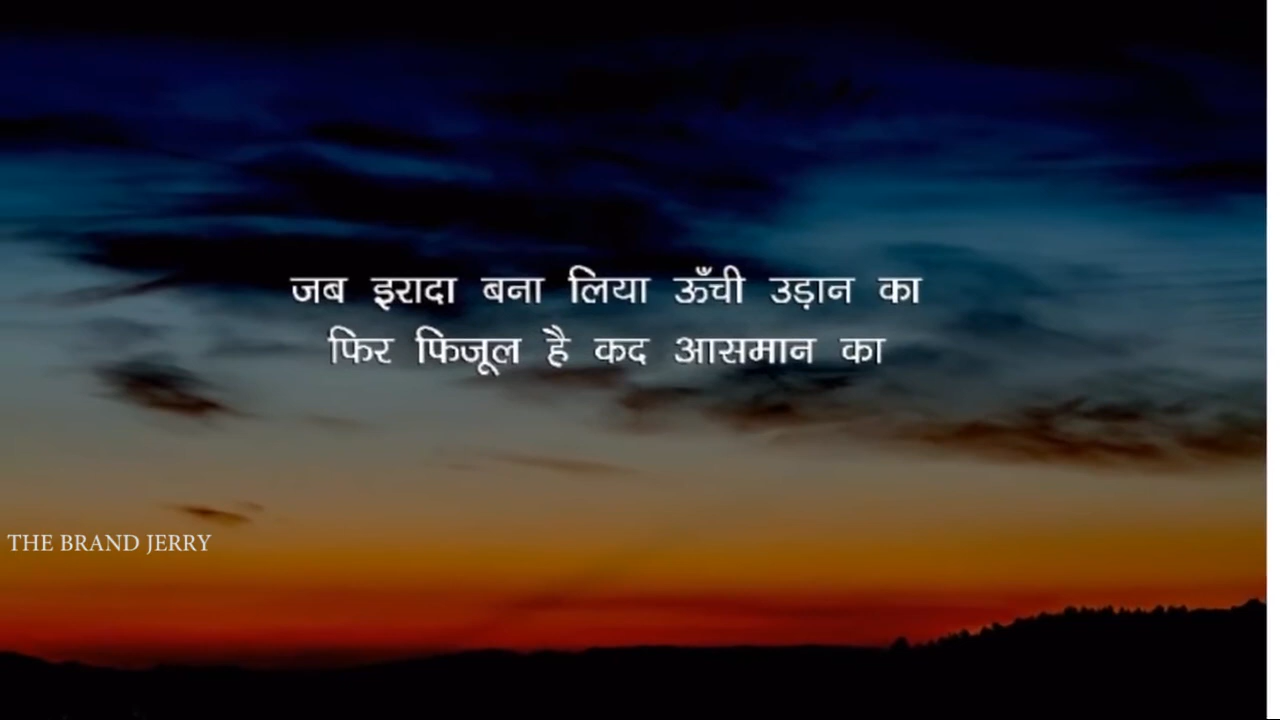 जब इरादा बना लिया ऊँची उड़ान का
फिर फिजूल है कद आसमान का
THE BRAND JERRY